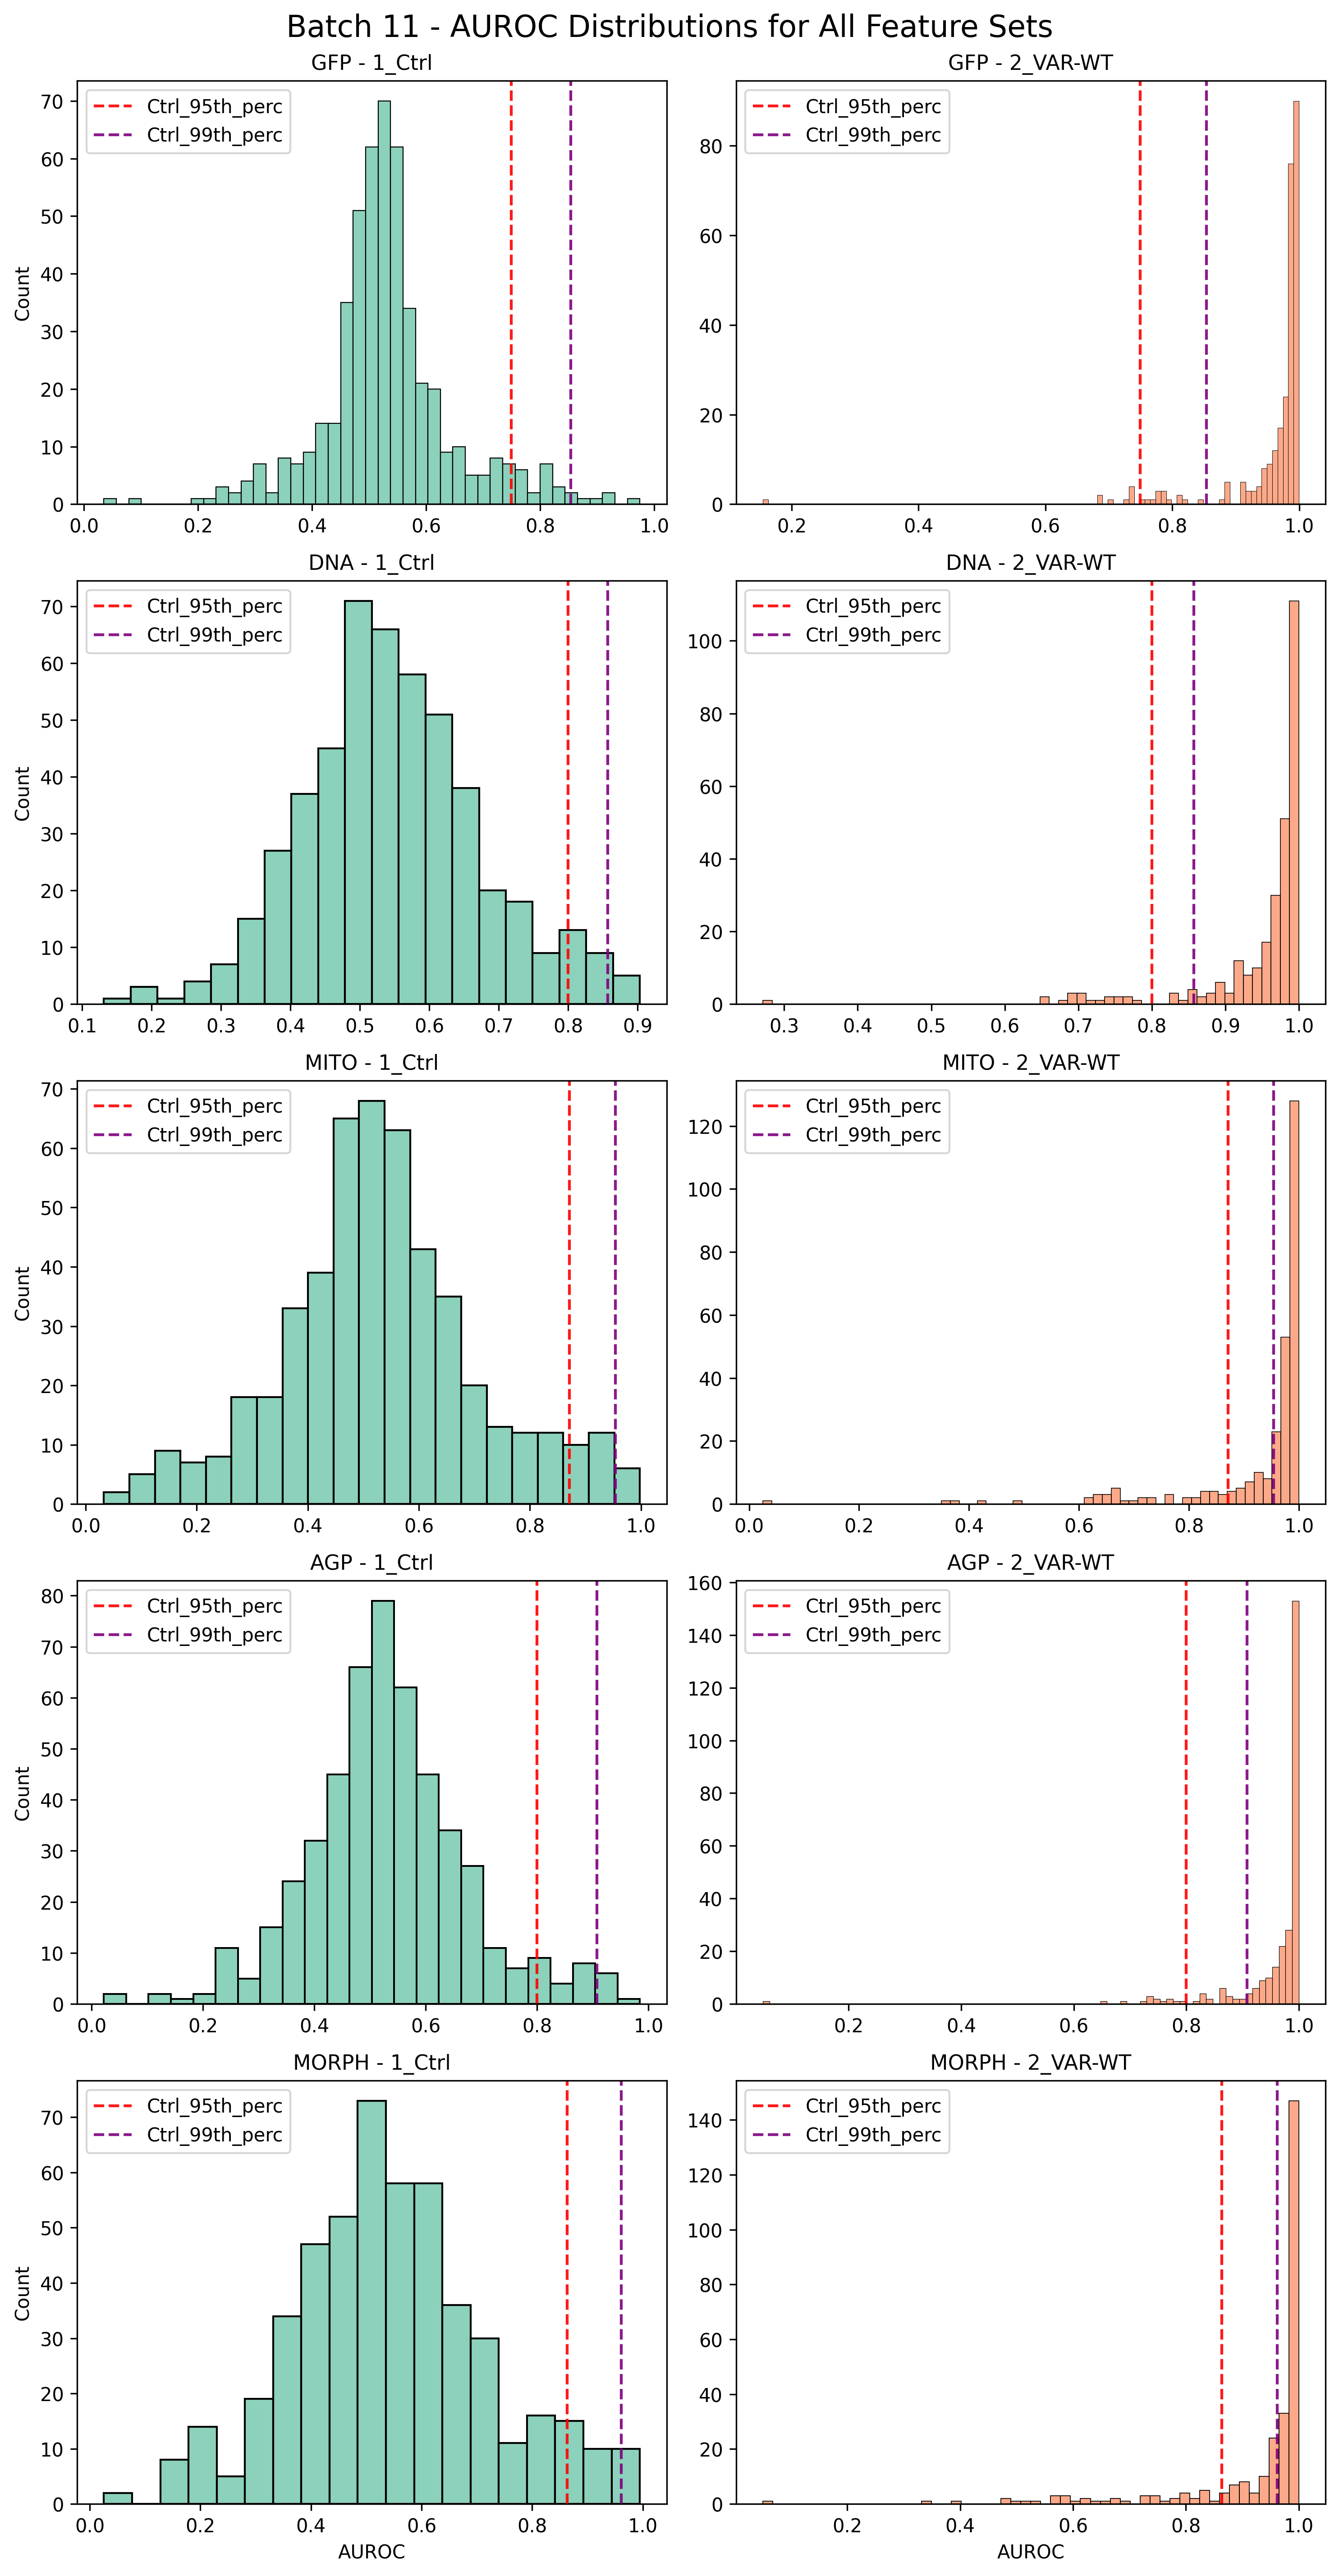 Batch 11 - AUROC Distributions for All Feature Sets
GFP - 1_Ctrl
Ctrl_95th_perc
Ctrl_99th_perc
Count
70
60
50
40
30
20
10
0
0.0 0.2 0.4 0.6 0.8 1.0
GFP - 2_VAR-WT
Ctrl_95th_perc
Ctrl_99th_perc
80
60
40
20
0
0.2 0.4 0.6 0.8 1.0
DNA - 1_Ctrl
Ctrl_95th_perc
Ctrl_99th_perc
Count
70
60
50
40
30
20
10
0
0.1 0.2 0.3 0.4 0.5 0.6 0.7 0.8 0.9
DNA - 2_VAR-WT
Ctrl_95th_perc
Ctrl_99th_perc
100
80
60
40
20
0
0.3 0.4 0.5 0.6 0.7 0.8 0.9 1.0
MITO - 1_Ctrl
Ctrl_95th_perc
Ctrl_99th_perc
Count
70
60
50
40
30
20
10
0
0.0 0.2 0.4 0.6 0.8 1.0
MITO - 2_VAR-WT
Ctrl_95th_perc
Ctrl_99th_perc
120
100
80
60
40
20
0
0.0 0.2 0.4 0.6 0.8 1.0
AGP - 1_Ctrl
Ctrl_95th_perc
Ctrl_99th_perc
Count
80
70
60
50
40
30
20
10
0
0.0 0.2 0.4 0.6 0.8 1.0
AGP - 2_VAR-WT
Ctrl_95th_perc
Ctrl_99th_perc
160
140
120
100
80
60
40
20
0
0.2 0.4 0.6 0.8 1.0
MORPH - 1_Ctrl
Ctrl_95th_perc
Ctrl_99th_perc
Count
70
60
50
40
30
20
10
0
0.0 0.2 0.4 0.6 0.8 1.0
AUROC
MORPH - 2_VAR-WT
Ctrl_95th_perc
Ctrl_99th_perc
140
120
100
80
60
40
20
0
0.2 0.4 0.6 0.8 1.0
AUROC